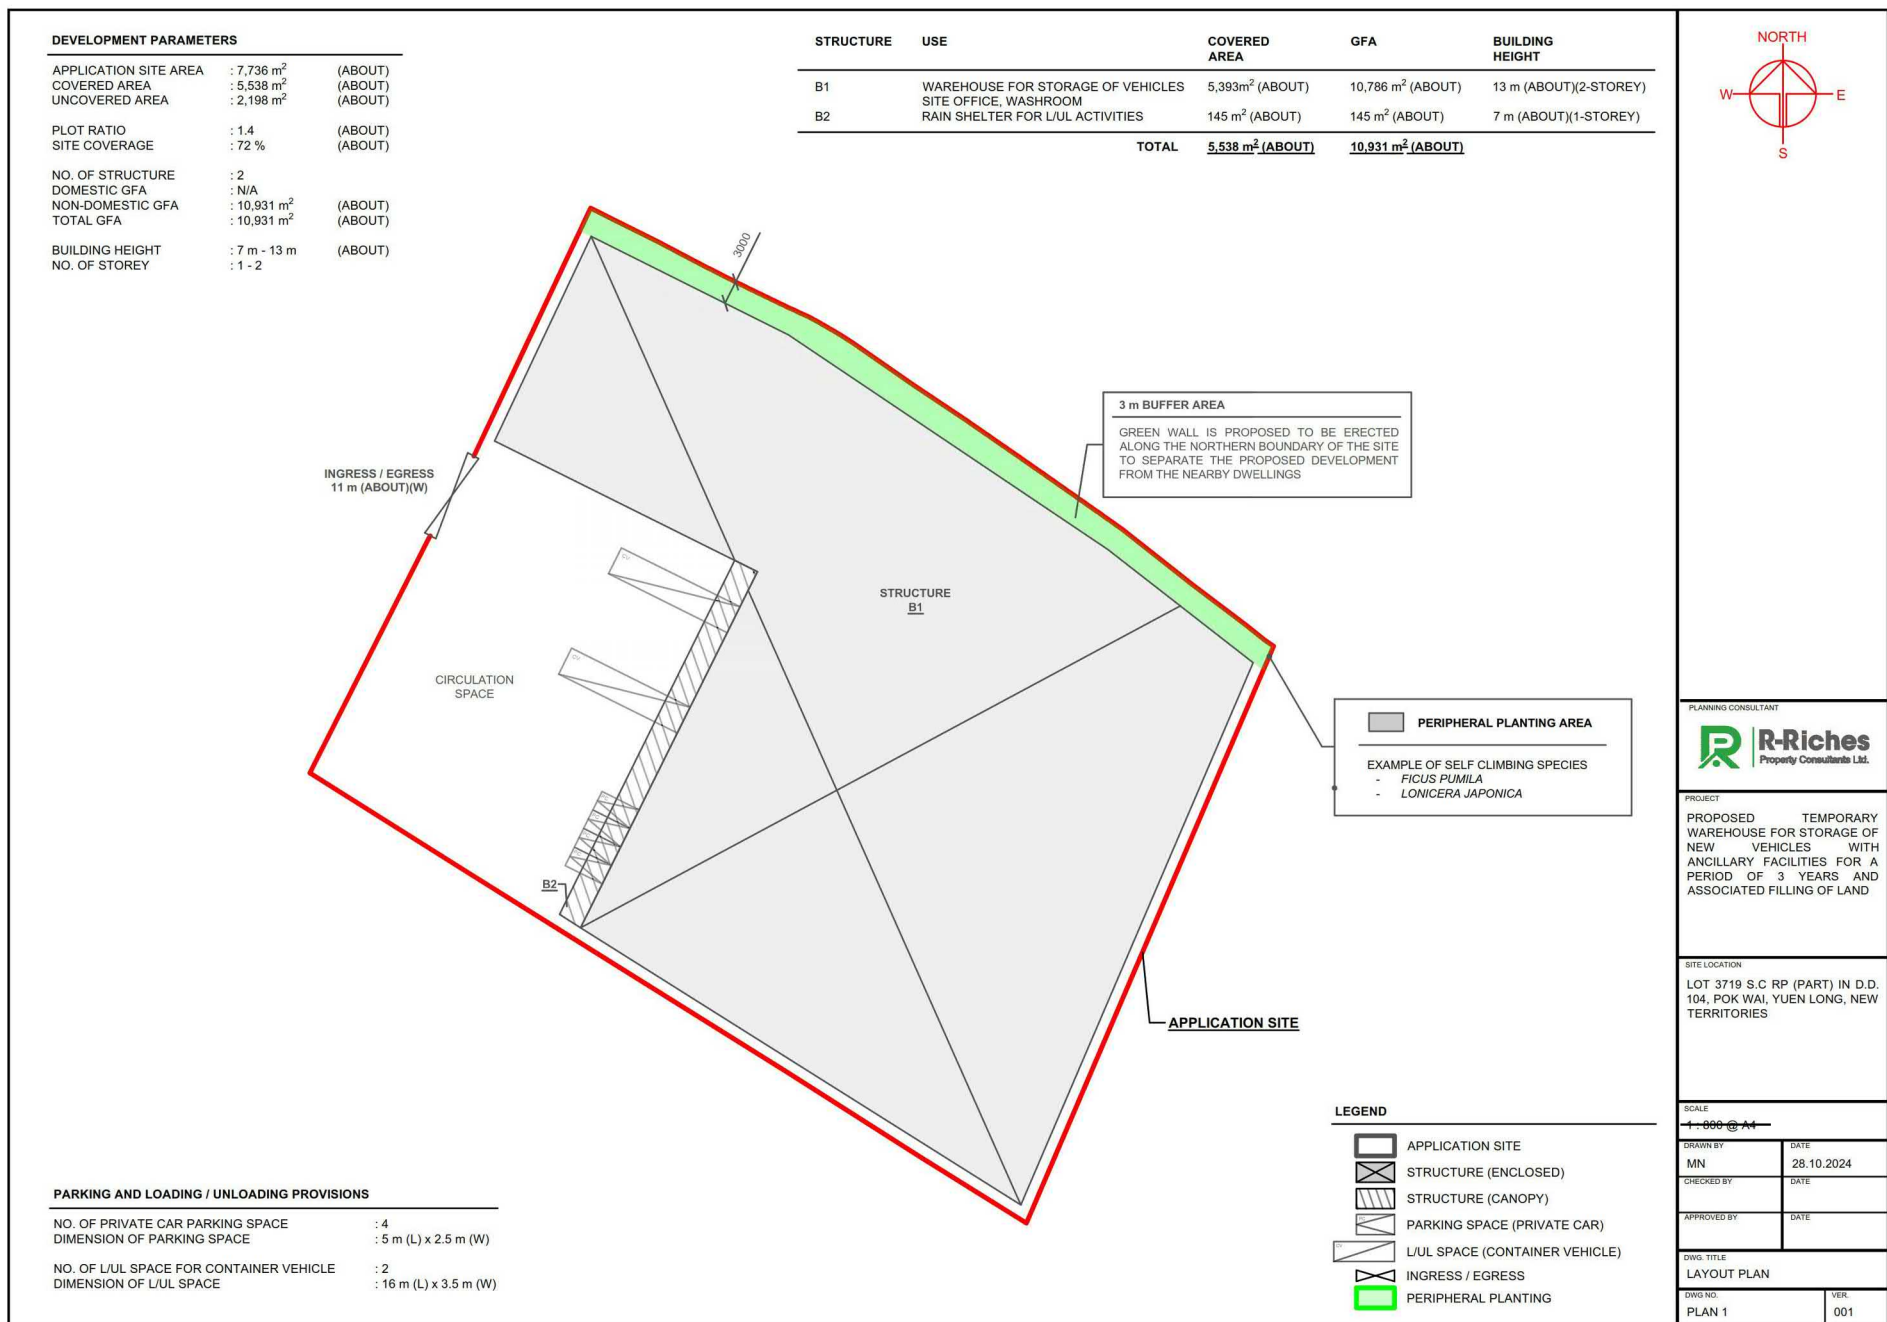 DEVELOPMENT PARAMETERS
APPLICATION SITE AREA : 7,736 m² (ABOUT)
COVERED AREA : 5,538 m² (ABOUT)
UNCOVERED AREA : 2,198 m² (ABOUT)
PLOT RATIO : 1.4 (ABOUT)
SITE COVERAGE : 72 % (ABOUT)
NO. OF STRUCTURE : 2
DOMESTIC GFA : N/A
NON-DOMESTIC GFA : 10,931 m² (ABOUT)
TOTAL GFA : 10,931 m² (ABOUT)
BUILDING HEIGHT : 7 m - 13 m (ABOUT)
NO. OF STOREY : 1 - 2
STRUCTURE USE COVERED AREA GFA BUILDING HEIGHT
B1 WAREHOUSE FOR STORAGE OF VEHICLES 5,393m² (ABOUT) 10,786 m² (ABOUT) 13 m (ABOUT)(2-STOREY)
SITE OFFICE, WASHROOM
B2 RAIN SHELTER FOR L/UL ACTIVITIES 145 m² (ABOUT) 145 m² (ABOUT) 7 m (ABOUT)(1-STOREY)
TOTAL 5,538 m² (ABOUT) 10,931 m² (ABOUT)
NORTH
W E
S
3000
3 m BUFFER AREA
GREEN WALL IS PROPOSED TO BE ERECTED
ALONG THE NORTHERN BOUNDARY OF THE SITE
TO SEPARATE THE PROPOSED DEVELOPMENT
FROM THE NEARBY DWELLINGS
INGRESS / EGRESS
11 m (ABOUT)(W)
STRUCTURE
B1
CIRCULATION
SPACE
B2
PERIPHERAL PLANTING AREA
EXAMPLE OF SELF CLIMBING SPECIES
- FICUS PUMILA
- LONICERA JAPONICA
APPLICATION SITE
PARKING AND LOADING / UNLOADING PROVISIONS
NO. OF PRIVATE CAR PARKING SPACE : 4
DIMENSION OF PARKING SPACE : 5 m (L) x 2.5 m (W)
NO. OF L/UL SPACE FOR CONTAINER VEHICLE : 2
DIMENSION OF L/UL SPACE : 16 m (L) x 3.5 m (W)
LEGEND
APPLICATION SITE
STRUCTURE (ENCLOSED)
STRUCTURE (CANOPY)
PARKING SPACE (PRIVATE CAR)
L/UL SPACE (CONTAINER VEHICLE)
INGRESS / EGRESS
PERIPHERAL PLANTING
PLANNING CONSULTANT
R-Riches
Property Consultants Ltd.
PROJECT
PROPOSED TEMPORARY
WAREHOUSE FOR STORAGE OF
NEW VEHICLES WITH
ANCILLARY FACILITIES FOR A
PERIOD OF 3 YEARS AND
ASSOCIATED FILLING OF LAND
SITE LOCATION
LOT 3719 S.C RP (PART) IN D.D.
104, POK WAI, YUEN LONG, NEW
TERRITORIES
SCALE
1 : 800 @ A4
DRAWN BY DATE
MN 28.10.2024
CHECKED BY DATE
APPROVED BY DATE
DWG. TITLE
LAYOUT PLAN
DWG NO. VER.
PLAN 1 001